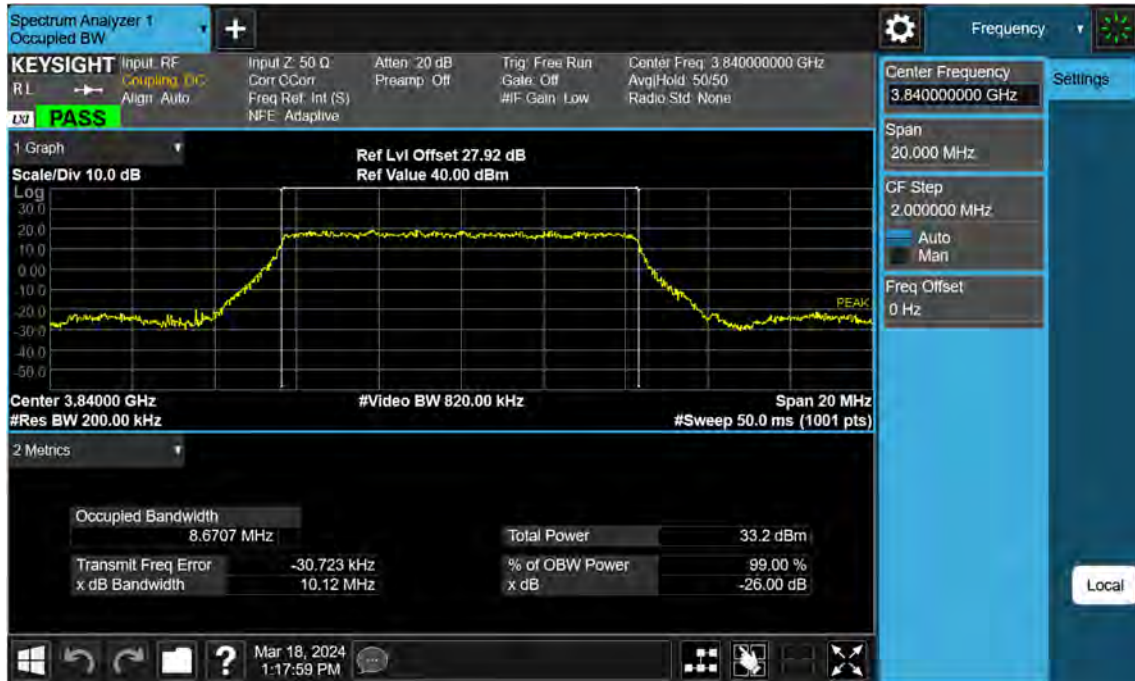 Spectrum Analyzer 1
Occupied BW
+
Frequency
KEYSIGHT Input: RF Input Z: 50 Ω Atten: 20 dB Trig: Free Run Center Freq: 3.840000000 GHz
RL Coupling: DC Corr CCorr Preamp: Off Gate: Off Avg|Hold: 50/50
Align: Auto Freq Ref: Int (S) #IF Gain: Low Radio Std: None
LXI PASS NFE: Adaptive
Center Frequency
3.840000000 GHz
Settings
Span
20.000 MHz
CF Step
2.000000 MHz
Auto
Man
Freq Offset
0 Hz
Local
1 Graph
Ref Lvl Offset 27.92 dB
Scale/Div 10.0 dB Ref Value 40.00 dBm
Log
30.0
20.0
10.0
0.00
-10.0
-20.0
-30.0
-40.0
-50.0
PEAK
Center 3.84000 GHz #Video BW 820.00 kHz Span 20 MHz
#Res BW 200.00 kHz #Sweep 50.0 ms (1001 pts)
2 Metrics
Occupied Bandwidth
8.6707 MHz
Total Power 33.2 dBm
Transmit Freq Error -30.723 kHz % of OBW Power 99.00 %
x dB Bandwidth 10.12 MHz x dB -26.00 dB
? Mar 18, 2024
1:17:59 PM